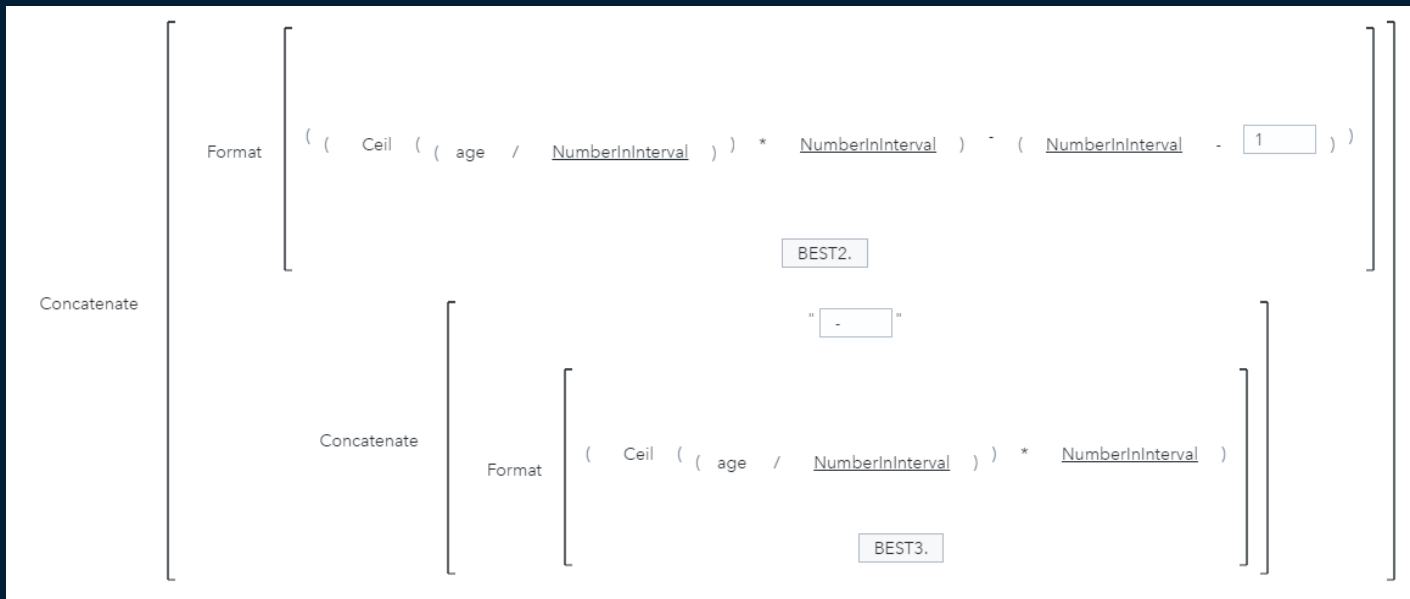 Format ( ( Ceil ( ( age / NumberInInterval ) ) * NumberInInterval ) - ( NumberInInterval - 1 ) )
BEST2.
Concatenate
" - "
Concatenate
Format ( Ceil ( ( age / NumberInInterval ) ) * NumberInInterval )
BEST3.